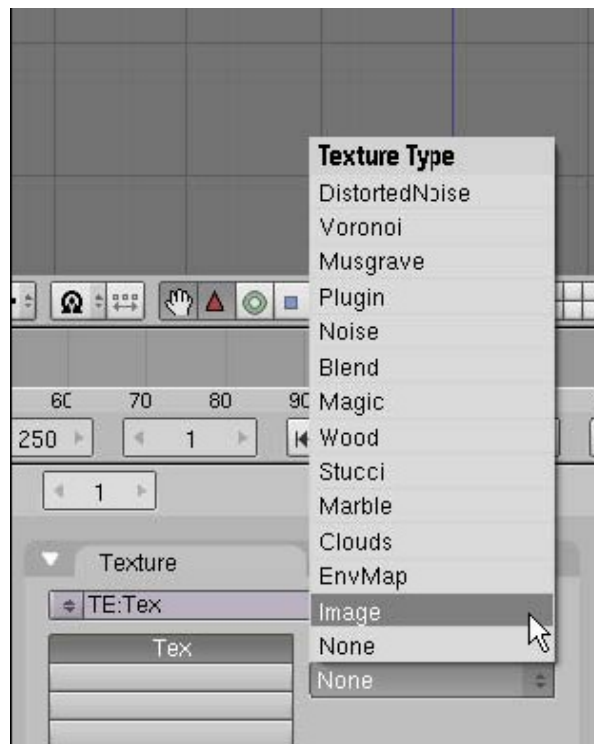 Texture Type
DistortedNoise
Voronoi
Musgrave
Plugin
Noise
Blend
Magic
Wood
Stucci
Marble
Clouds
EnvMap
Image
None
None
60 70 80 90
250 1
1
Texture
TE:Tex
Tex